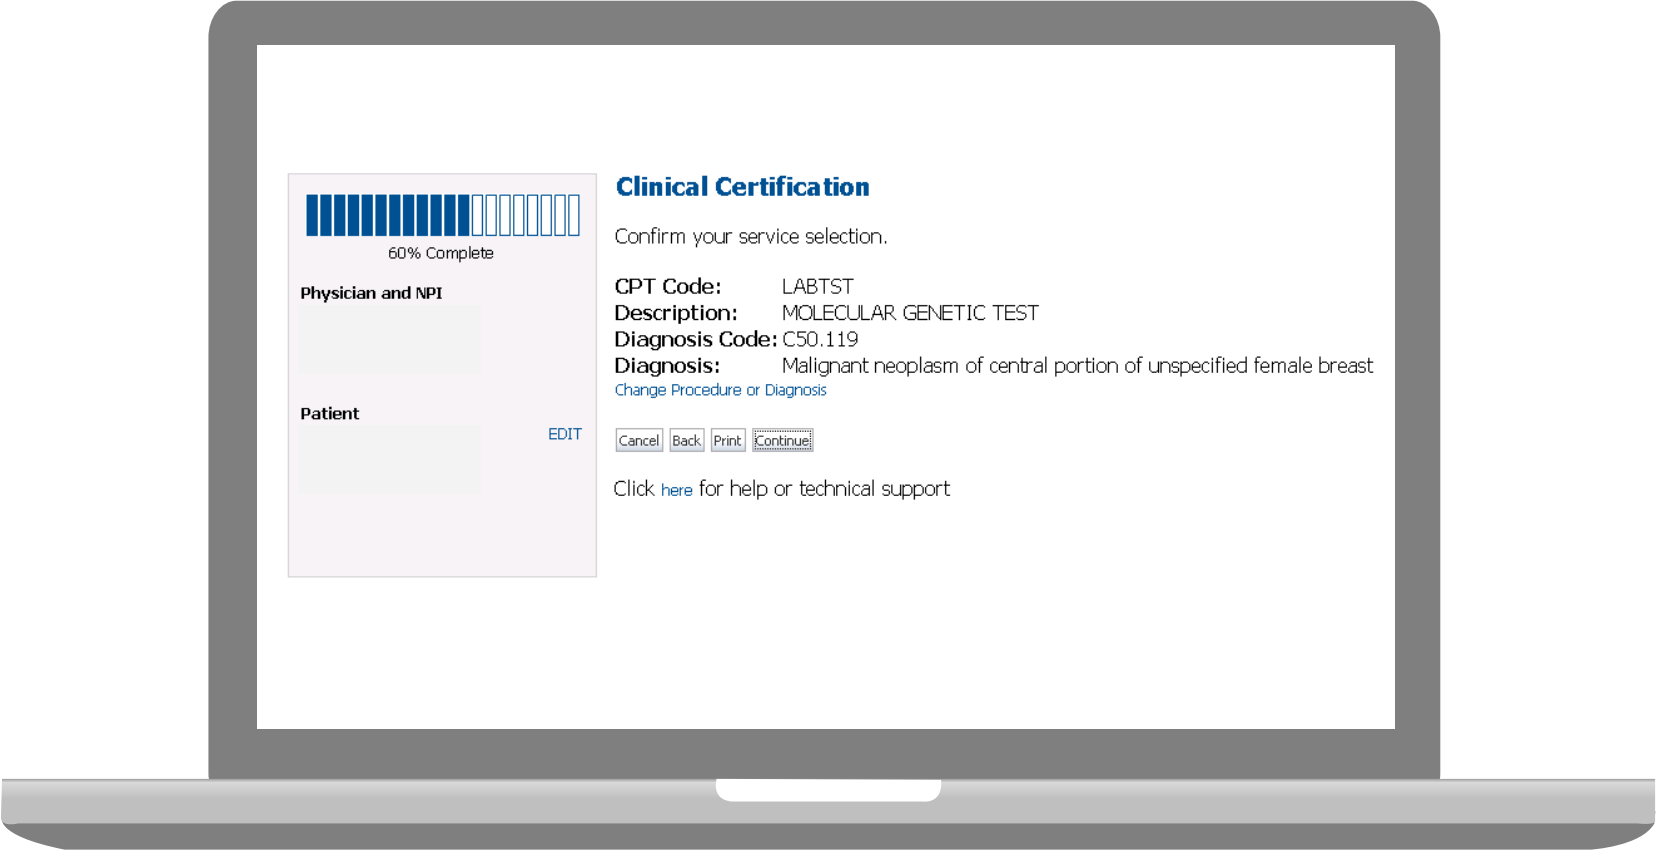 60% Complete
Physician and NPI
Patient
EDIT
Clinical Certification
Confirm your service selection.
CPT Code: LABTST
Description: MOLECULAR GENETIC TEST
Diagnosis Code: C50.119
Diagnosis: Malignant neoplasm of central portion of unspecified female breast
Change Procedure or Diagnosis
Cancel Back Print Continue
Click here for help or technical support